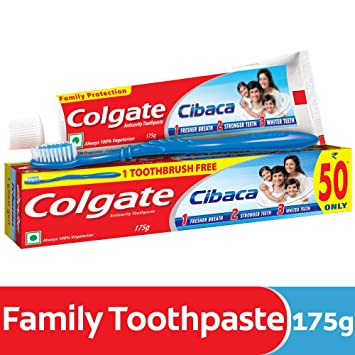 Family Protection
Colgate
Anticavity Toothpaste
Always 100% Vegetarian
175g
Cibaca
1 FRESHER BREATH 2 STRONGER TEETH 3 WHITER TEETH
1 TOOTHBRUSH FREE
Colgate
Anticavity Toothpaste
Always 100% Vegetarian
175g
Cibaca
1 FRESHER BREATH 2 STRONGER TEETH 3 WHITER TEETH
₹
50
ONLY
Family Toothpaste 175g